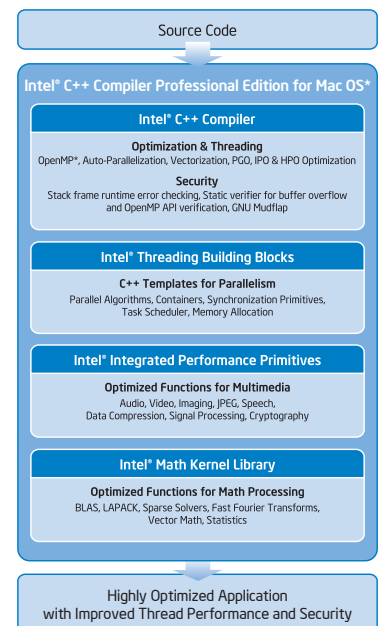 Source Code
Intel® C++ Compiler Professional Edition for Mac OS*
Intel® C++ Compiler
Optimization & Threading
OpenMP*, Auto-Parallelization, Vectorization, PGO, IPO & HPO Optimization
Security
Stack frame runtime error checking, Static verifier for buffer overflow
and OpenMP API verification, GNU Mudflap
Intel® Threading Building Blocks
C++ Templates for Parallelism
Parallel Algorithms, Containers, Synchronization Primitives,
Task Scheduler, Memory Allocation
Intel® Integrated Performance Primitives
Optimized Functions for Multimedia
Audio, Video, Imaging, JPEG, Speech,
Data Compression, Signal Processing, Cryptography
Intel® Math Kernel Library
Optimized Functions for Math Processing
BLAS, LAPACK, Sparse Solvers, Fast Fourier Transforms,
Vector Math, Statistics
Highly Optimized Application
with Improved Thread Performance and Security